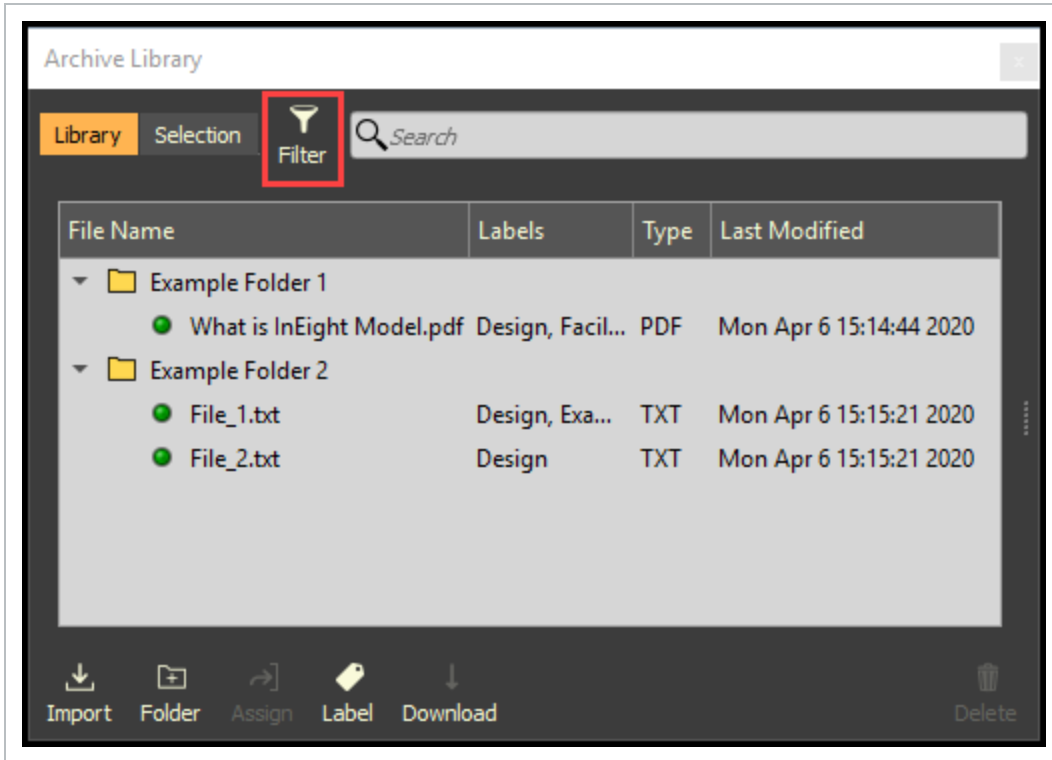 Archive Library
x
Library Selection Filter Search
File Name Labels Type Last Modified
Example Folder 1
What is InEight Model.pdf Design, Facil... PDF Mon Apr 6 15:14:44 2020
Example Folder 2
File_1.txt Design, Exa... TXT Mon Apr 6 15:15:21 2020
File_2.txt Design TXT Mon Apr 6 15:15:21 2020
Import Folder Assign Label Download Delete